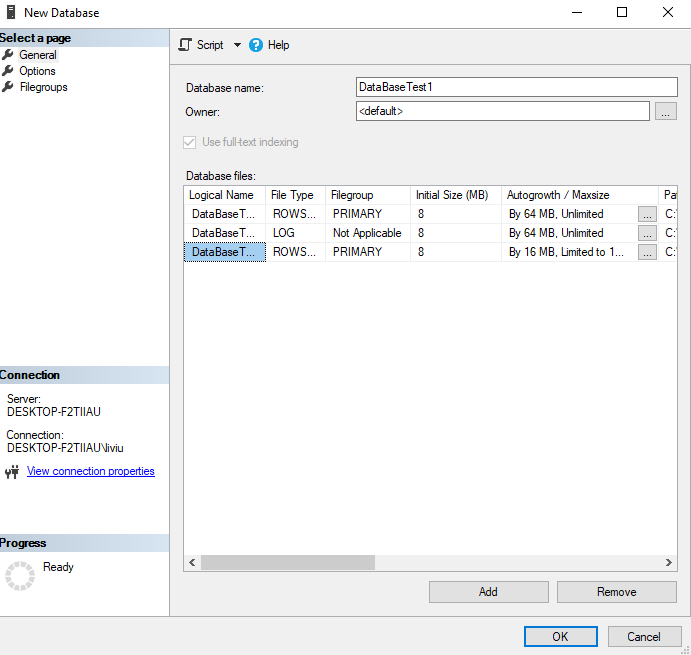 New Database
Select a page
General
Options
Filegroups
Script
Help
Database name:
DataBaseTest1
Owner:
<default>
...
Use full-text indexing
Database files:
Logical Name File Type Filegroup Initial Size (MB) Autogrowth / Maxsize Pa
DataBaseT... ROWS... PRIMARY 8 By 64 MB, Unlimited ... C:\
DataBaseT... LOG Not Applicable 8 By 64 MB, Unlimited ... C:\
DataBaseT... ROWS... PRIMARY 8 By 16 MB, Limited to 1... ... C:\
Connection
Server:
DESKTOP-F2TIIAU
Connection:
DESKTOP-F2TIIAU\liviu
View connection properties
Progress
Ready
Add Remove
OK Cancel